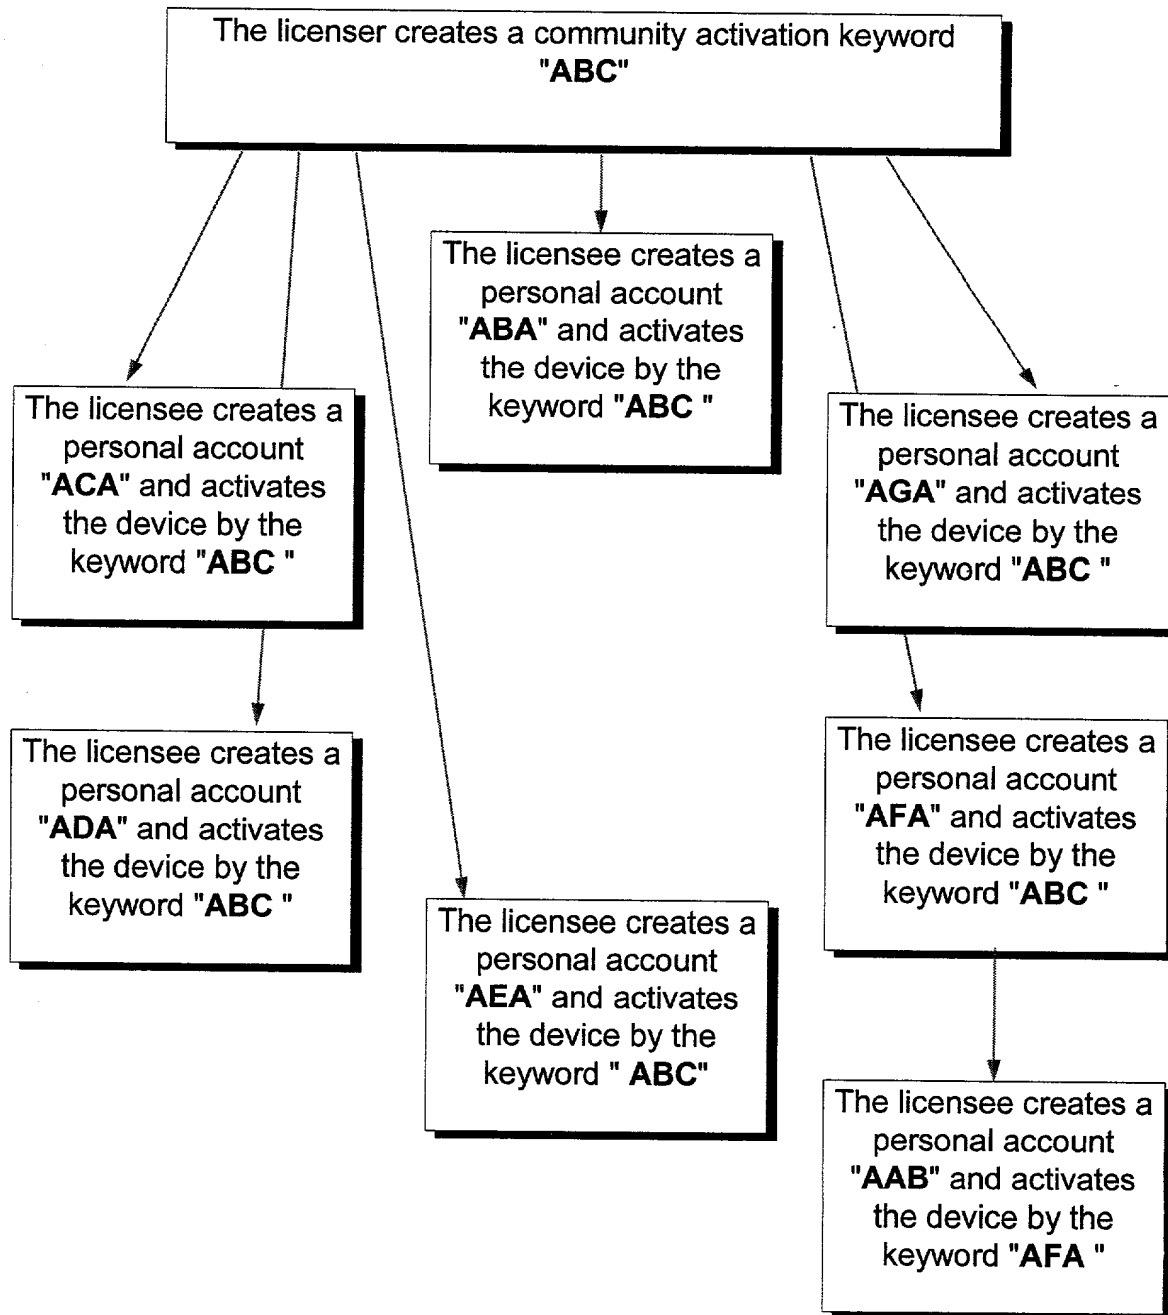 The licenser creates a community activation keyword
"ABC"
The licensee creates a
personal account
"ABA" and activates
the device by the
keyword "ABC "
The licensee creates a
personal account
"ACA" and activates
the device by the
keyword "ABC "
The licensee creates a
personal account
"AGA" and activates
the device by the
keyword "ABC "
The licensee creates a
personal account
"ADA" and activates
the device by the
keyword "ABC "
The licensee creates a
personal account
"AFA" and activates
the device by the
keyword "ABC "
The licensee creates a
personal account
"AEA" and activates
the device by the
keyword " ABC"
The licensee creates a
personal account
"AAB" and activates
the device by the
keyword "AFA "